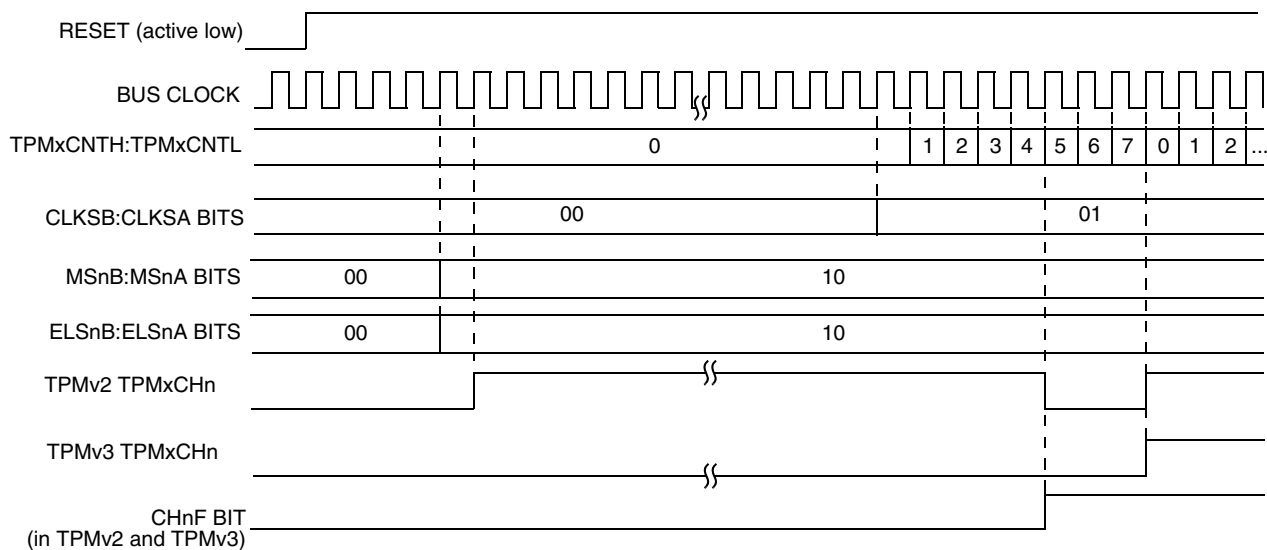 RESET (active low)
BUS CLOCK
TPMxCNTH:TPMxCNTL 0 1 2 3 4 5 6 7 0 1 2 ...
CLKSB:CLKSA BITS 00 01
MSnB:MSnA BITS 00 10
ELSnB:ELSnA BITS 00 10
TPMv2 TPMxCHn
TPMv3 TPMxCHn
CHnF BIT
(in TPMv2 and TPMv3)